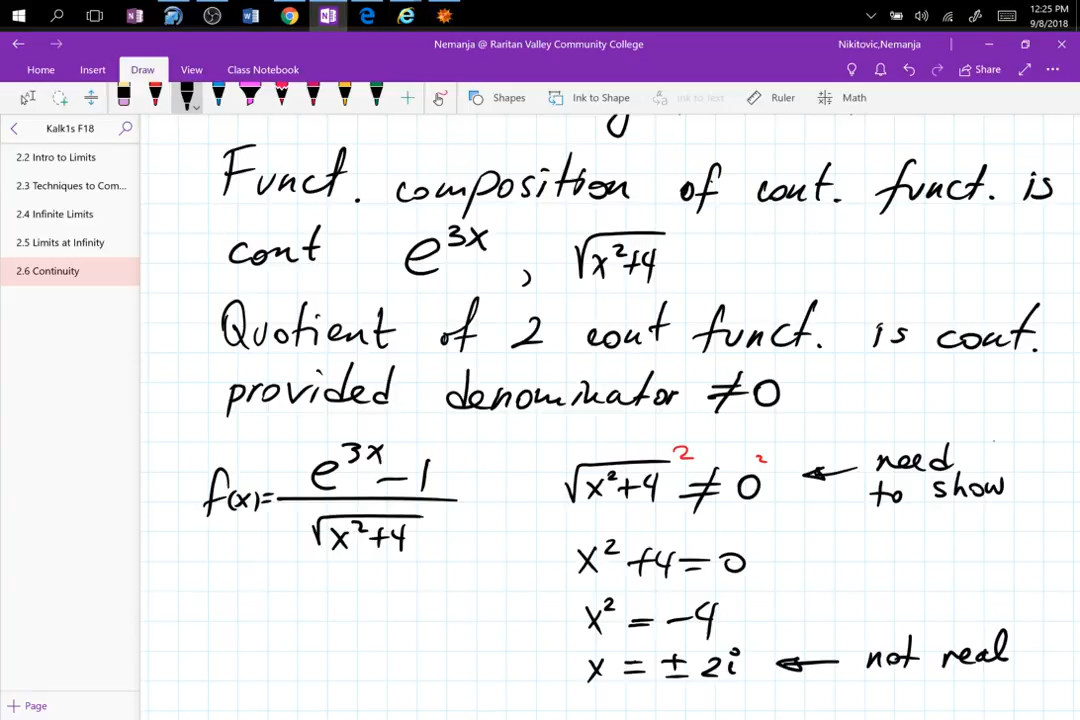 12:25 PM
9/8/2018
Nemanja @ Raritan Valley Community College
Nikitovic,Nemanja
Home Insert Draw View Class Notebook
Share
Shapes Ink to Shape Ink to Text Ruler Math
Kalk1s F18
2.2 Intro to Limits
2.3 Techniques to Com...
2.4 Infinite Limits
2.5 Limits at Infinity
2.6 Continuity
Page
Funct. composition of cont. funct. is
cont e^3x , √x²+4
Quotient of 2 cont funct. is cont.
provided denominator ≠0
f(x)= (e^3x −1)/√x²+4
√x²+4² ≠ 0² ← need
to show
x²+4=0
x² = −4
x = ± 2i ← not real